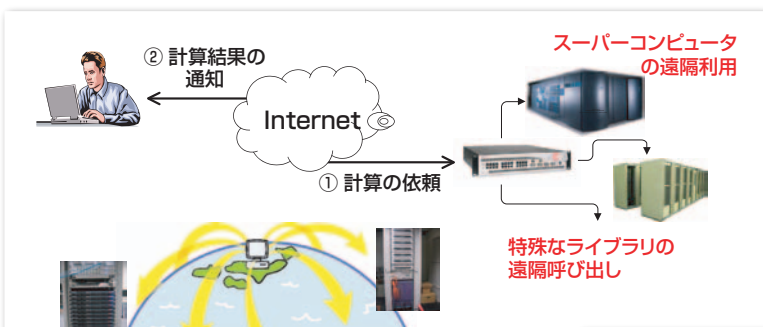 ② 計算結果の
通知
スーパーコンピュータ
の遠隔利用
Internet
① 計算の依頼
特殊なライブラリの
遠隔呼び出し